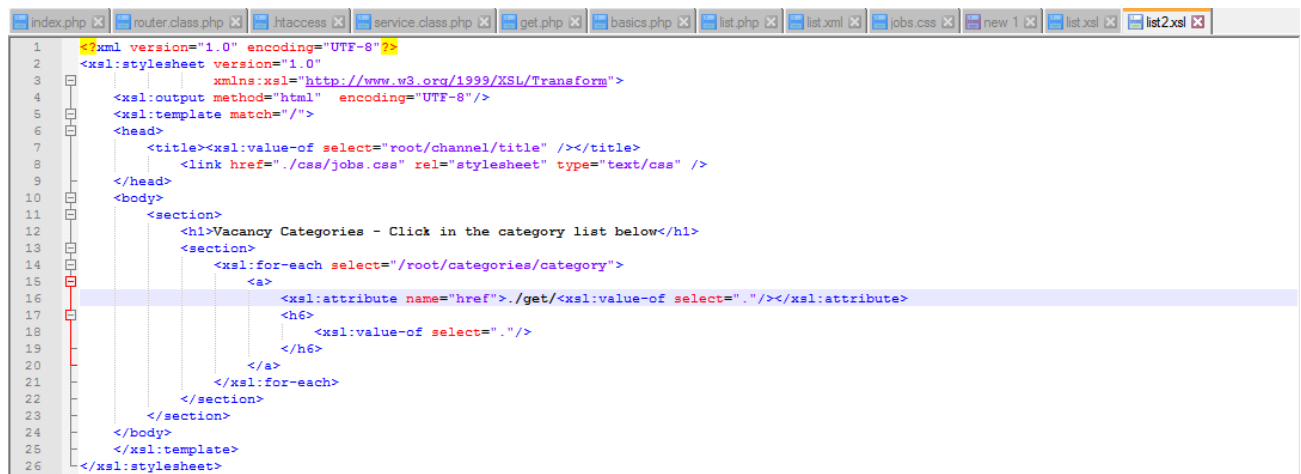 index.php router.class.php .htaccess service.class.php get.php basics.php list.php list.xml jobs.css new 1 list.xsl list2.xsl
1 <?xml version="1.0" encoding="UTF-8"?>
2 <xsl:stylesheet version="1.0"
3 xmlns:xsl="http://www.w3.org/1999/XSL/Transform">
4 <xsl:output method="html" encoding="UTF-8"/>
5 <xsl:template match="/">
6 <head>
7 <title><xsl:value-of select="root/channel/title" /></title>
8 <link href="./css/jobs.css" rel="stylesheet" type="text/css" />
9 </head>
10 <body>
11 <section>
12 <h1>Vacancy Categories - Click in the category list below</h1>
13 <section>
14 <xsl:for-each select="/root/categories/category">
15 <a>
16 <xsl:attribute name="href">./get/<xsl:value-of select="."/></xsl:attribute>
17 <h6>
18 <xsl:value-of select="."/>
19 </h6>
20 </a>
21 </xsl:for-each>
22 </section>
23 </section>
24 </body>
25 </xsl:template>
26 </xsl:stylesheet>